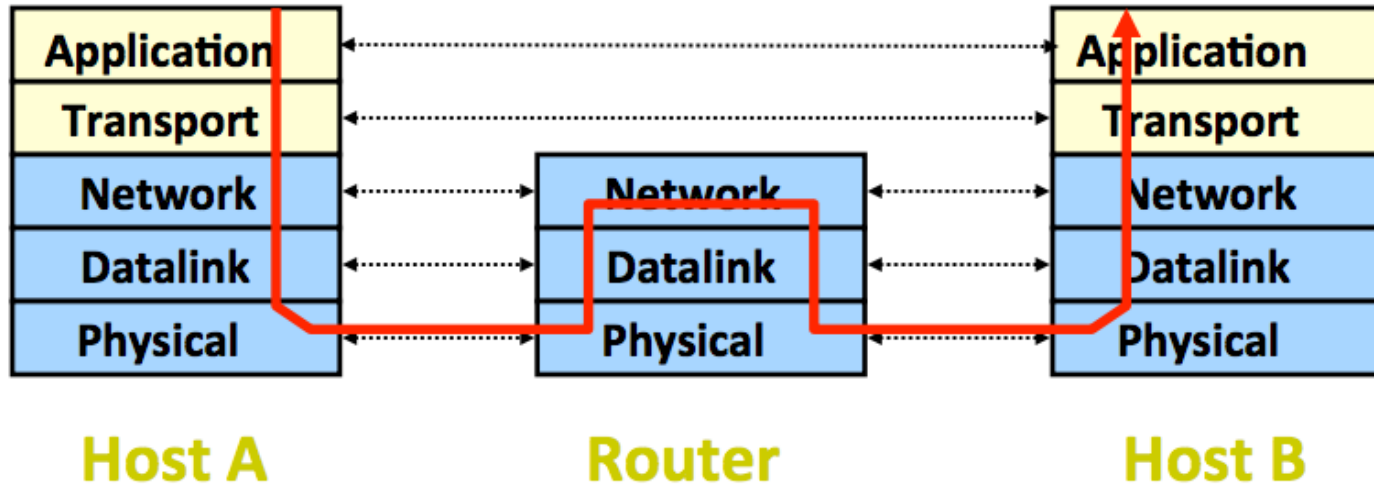 Application
Application
Transport
Transport
Network
Network
Network
Datalink
Datalink
Datalink
Physical
Physical
Physical
Host A
Router
Host B